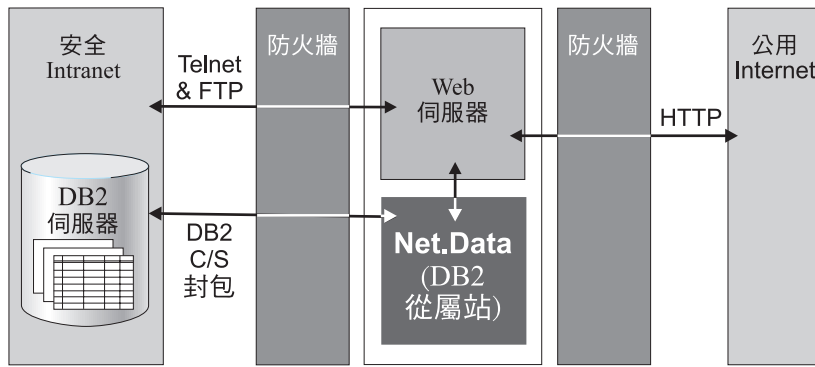 安全
Intranet
Telnet
& FTP
防火牆
Web
伺服器
防火牆
公用
Internet
HTTP
DB2
伺服器
DB2
C/S
封包
Net.Data
(DB2
從屬站)